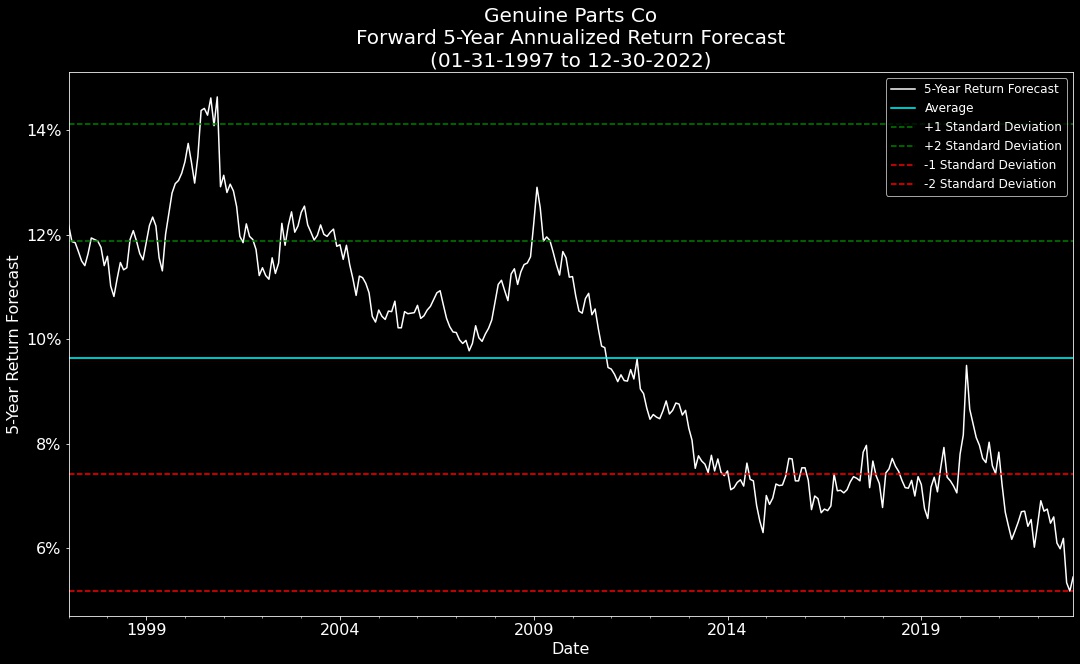 Genuine Parts Co
Forward 5-Year Annualized Return Forecast
(01-31-1997 to 12-30-2022)
5-Year Return Forecast
Average
+1 Standard Deviation
+2 Standard Deviation
-1 Standard Deviation
-2 Standard Deviation
14%
12%
10%
8%
6%
5-Year Return Forecast
1999
2004
2009
2014
2019
Date